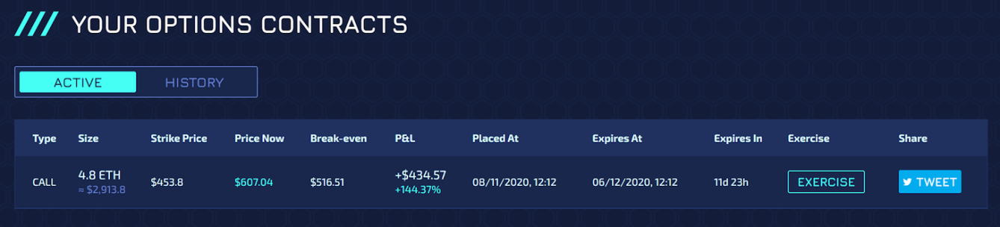 /// YOUR OPTIONS CONTRACTS
ACTIVE HISTORY
Type Size Strike Price Price Now Break-even P&L Placed At Expires At Expires In Exercise Share
CALL 4.8 ETH $453.8 $607.04 $516.51 +$434.57 08/11/2020, 12:12 06/12/2020, 12:12 11d 23h EXERCISE TWEET
≈ $2,913.8 +144.37%